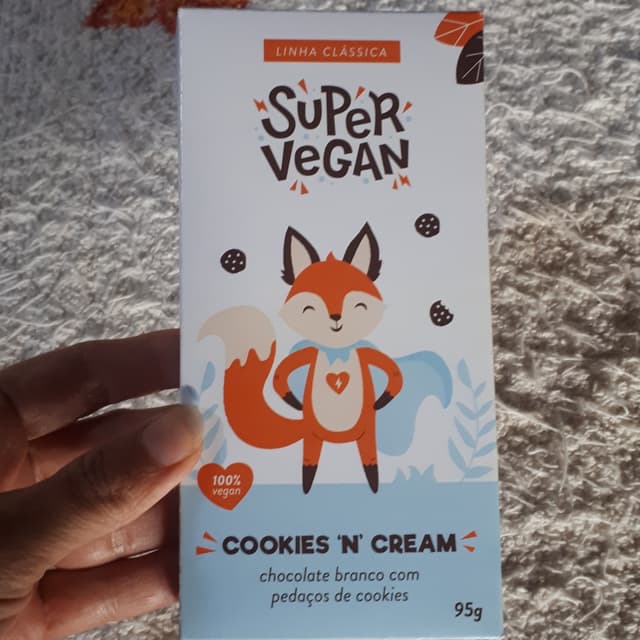 LINHA CLÁSSICA
SUPER
VEGAN
100%
vegan
COOKIES 'N' CREAM
chocolate branco com
pedaços de cookies
95g